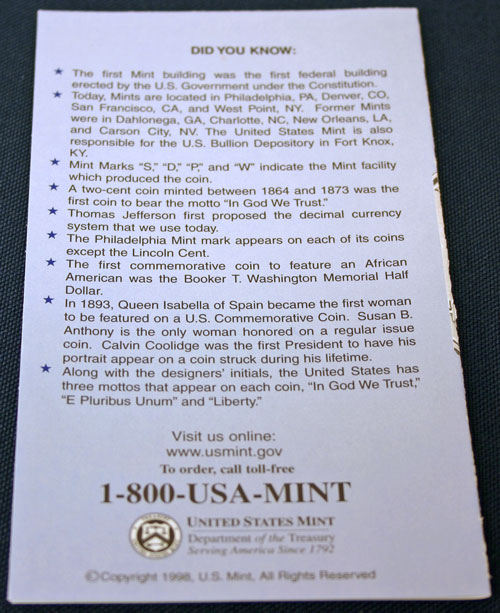 DID YOU KNOW:
★ The first Mint building was the first federal building
erected by the U.S. Government under the Constitution.
★ Today, Mints are located in Philadelphia, PA, Denver, CO,
San Francisco, CA, and West Point, NY. Former Mints
were in Dahlonega, GA, Charlotte, NC, New Orleans, LA,
and Carson City, NV. The United States Mint is also
responsible for the U.S. Bullion Depository in Fort Knox,
KY.
★ Mint Marks “S,” “D,” “P,” and “W” indicate the Mint facility
which produced the coin.
★ A two-cent coin minted between 1864 and 1873 was the
first coin to bear the motto “In God We Trust.”
★ Thomas Jefferson first proposed the decimal currency
system that we use today.
★ The Philadelphia Mint mark appears on each of its coins
except the Lincoln Cent.
★ The first commemorative coin to feature an African
American was the Booker T. Washington Memorial Half
Dollar.
★ In 1893, Queen Isabella of Spain became the first woman
to be featured on a U.S. Commemorative Coin. Susan B.
Anthony is the only woman honored on a regular issue
coin. Calvin Coolidge was the first President to have his
portrait appear on a coin struck during his lifetime.
★ Along with the designers’ initials, the United States has
three mottos that appear on each coin, “In God We Trust,”
“E Pluribus Unum” and “Liberty.”
Visit us online:
www.usmint.gov
To order, call toll-free
1-800-USA-MINT
UNITED STATES MINT
Department of the Treasury
Serving America Since 1792
©Copyright 1998, U.S. Mint, All Rights Reserved